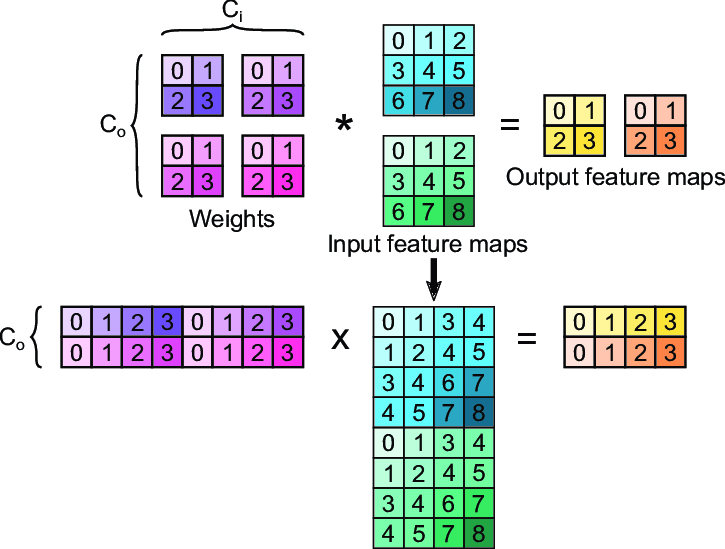 Ci
0 1 0 1
2 3 2 3
0 1 0 1
2 3 2 3
Co
Weights
*
0 1 2
3 4 5
6 7 8
0 1 2
3 4 5
6 7 8
Input feature maps
=
0 1 0 1
2 3 2 3
Output feature maps
Co
0 1 2 3 0 1 2 3
0 1 2 3 0 1 2 3
x
0 1 3 4
1 2 4 5
3 4 6 7
4 5 7 8
0 1 3 4
1 2 4 5
3 4 6 7
4 5 7 8
=
0 1 2 3
0 1 2 3